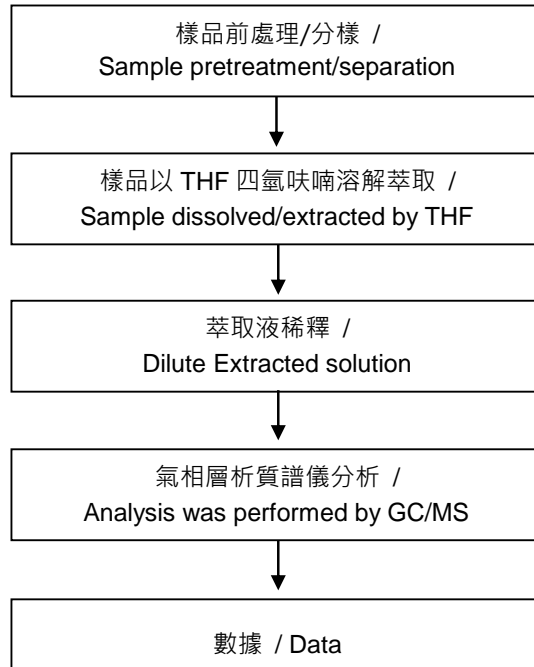 樣品前處理/分樣 /
Sample pretreatment/separation
樣品以 THF 四氫呋喃溶解萃取 /
Sample dissolved/extracted by THF
萃取液稀釋 /
Dilute Extracted solution
氣相層析質譜儀分析 /
Analysis was performed by GC/MS
數據 / Data